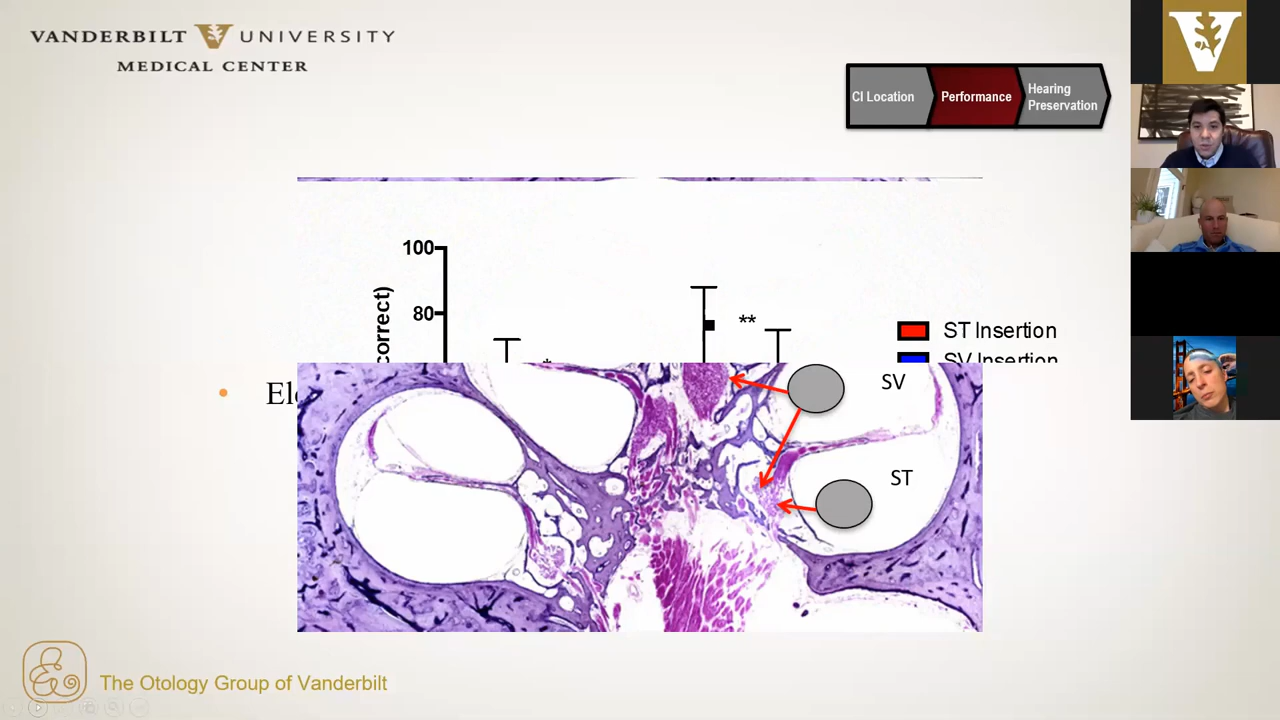 VANDERBILT UNIVERSITY
MEDICAL CENTER
CI Location
Performance
Hearing
Preservation
100
80
correct)
*
**
ST Insertion
SV Insertion
SV
ST
The Otology Group of Vanderbilt